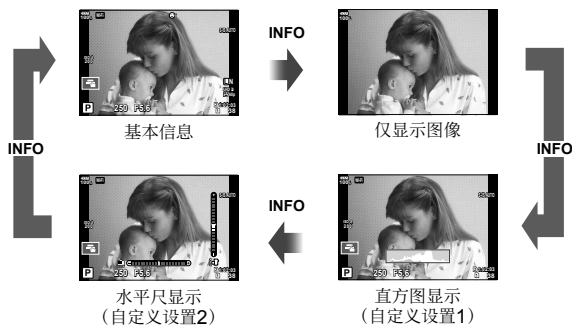 INFO
基本信息
仅显示图像
INFO
INFO
INFO
水平尺显示
（自定义设置2）
直方图显示
（自定义设置1）
P 250 F5.6
P 250 F5.6
P 250 F5.6